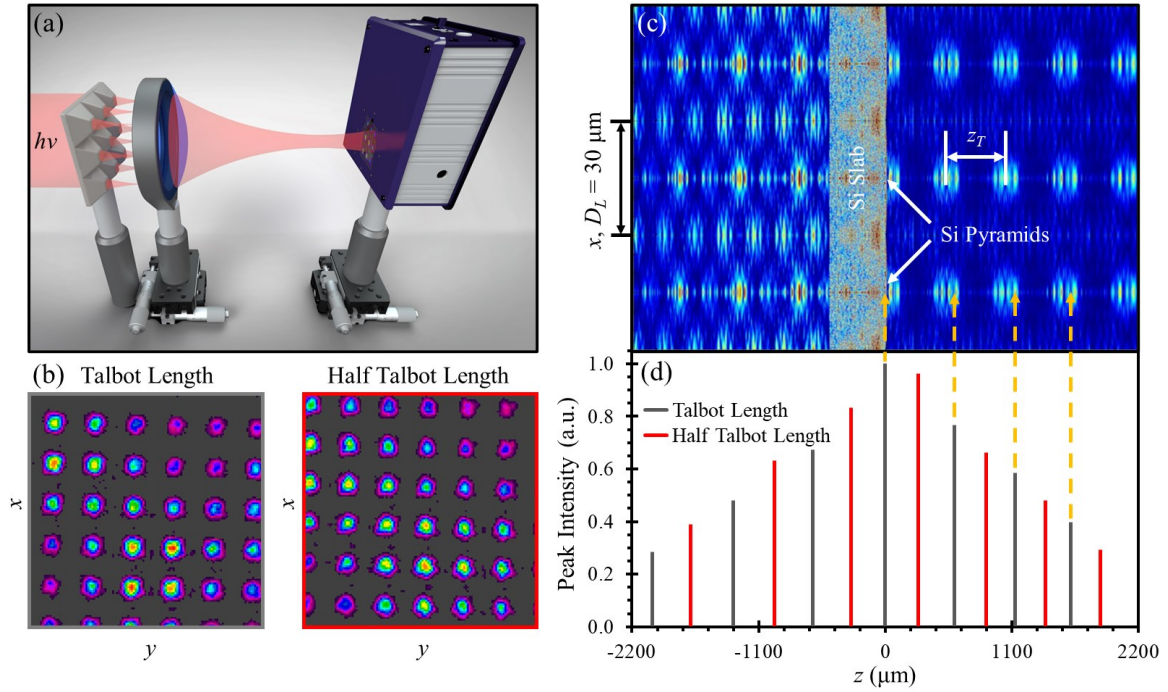 (a)
hν
(b)
Talbot Length
Half Talbot Length
x
y
x
y
(c)
x, D_L = 30 μm
Si Slab
z_T
Si Pyramids
(d)
Talbot Length
Half Talbot Length
Peak Intensity (a.u.)
1.0
0.8
0.6
0.4
0.2
0.0
-2200
-1100
0
1100
2200
z (μm)